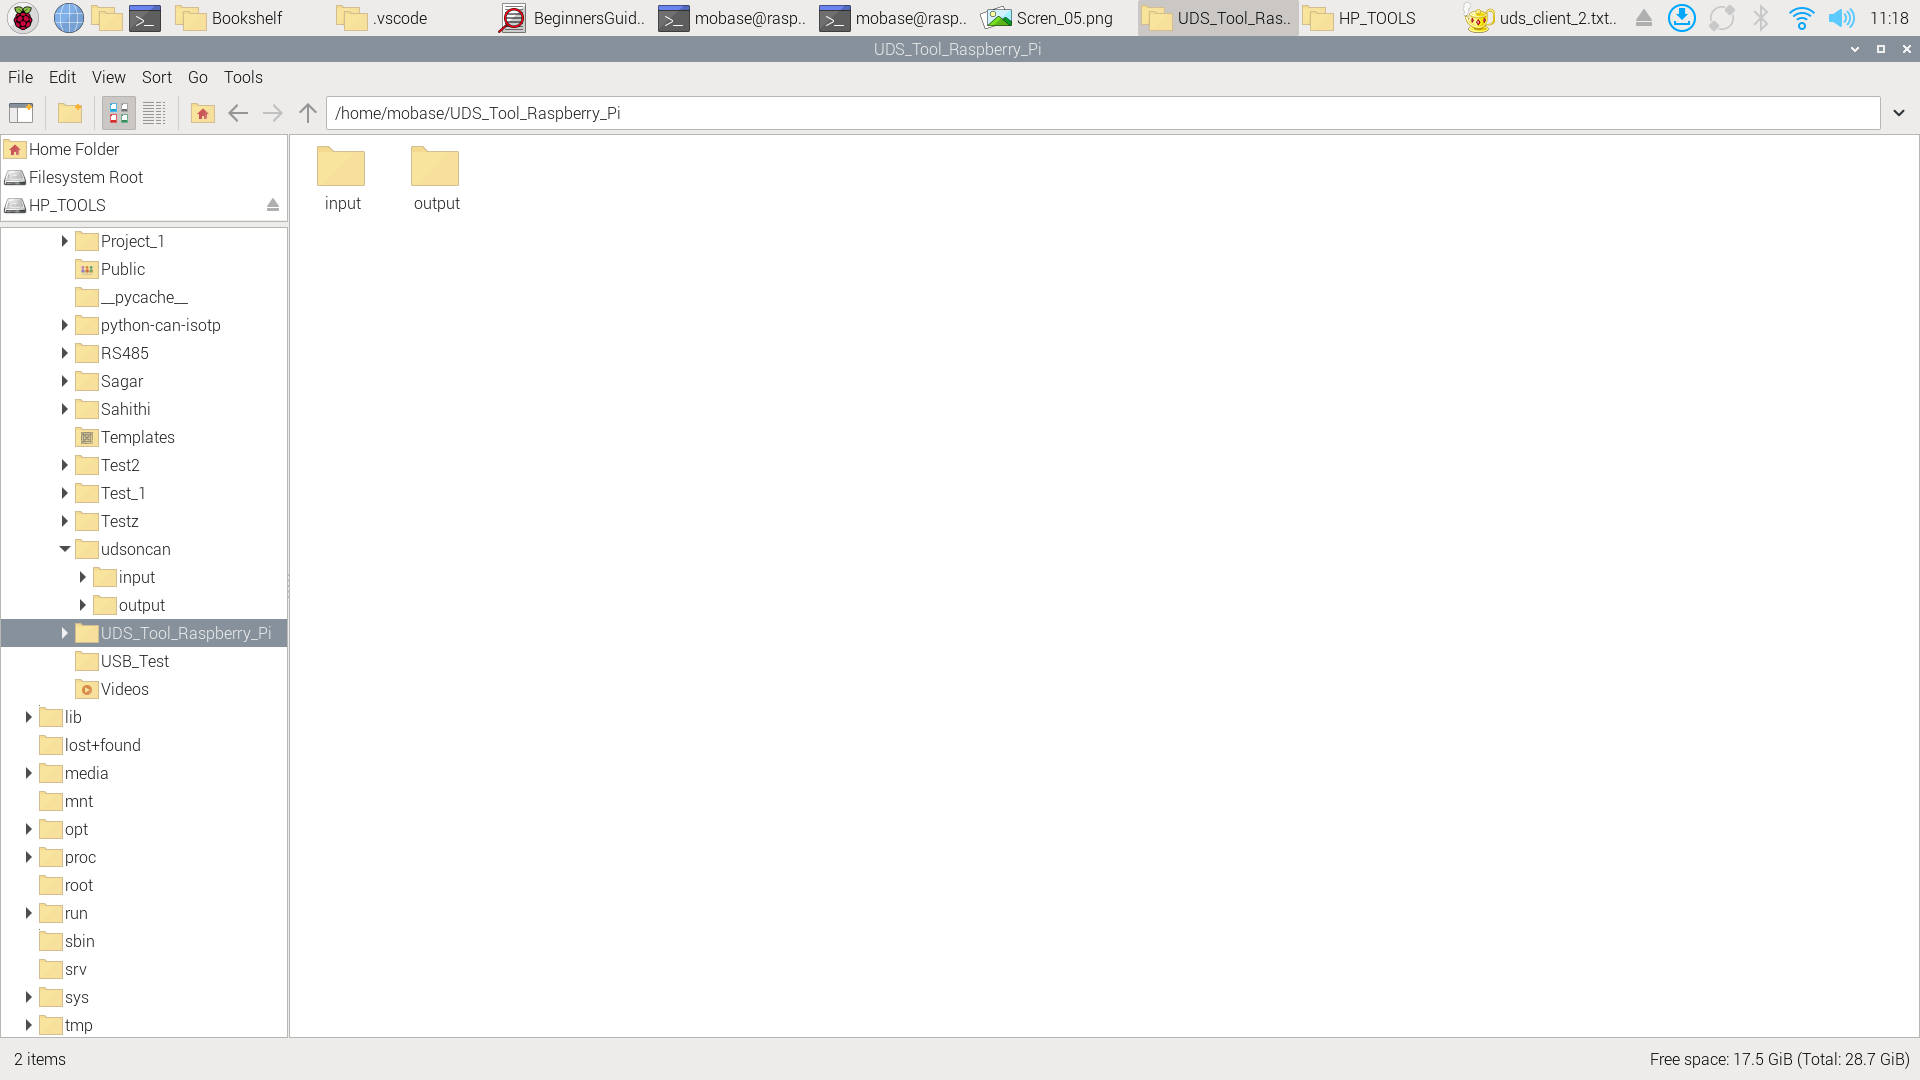 Bookshelf
.vscode
BeginnersGuid..
mobase@rasp..
mobase@rasp..
Scren_05.png
UDS_Tool_Ras..
HP_TOOLS
uds_client_2.txt..
11:18
UDS_Tool_Raspberry_Pi
File Edit View Sort Go Tools
/home/mobase/UDS_Tool_Raspberry_Pi
Home Folder
Filesystem Root
HP_TOOLS
Project_1
Public
__pycache__
python-can-isotp
RS485
Sagar
Sahithi
Templates
Test2
Test_1
Testz
udsoncan
input
output
UDS_Tool_Raspberry_Pi
USB_Test
Videos
lib
lost+found
media
mnt
opt
proc
root
run
sbin
srv
sys
tmp
input
output
2 items
Free space: 17.5 GiB (Total: 28.7 GiB)